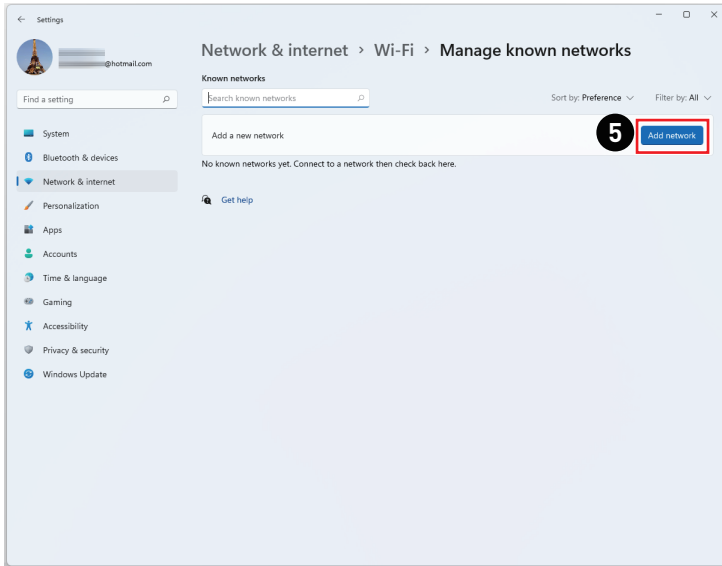 Settings
@hotmail.com
Network & internet > Wi-Fi > Manage known networks
Known networks
Find a setting
Search known networks
Sort by: Preference
Filter by: All
System
Add a new network
5
Add network
Bluetooth & devices
No known networks yet. Connect to a network then check back here.
Network & internet
Get help
Personalization
Apps
Accounts
Time & language
Gaming
Accessibility
Privacy & security
Windows Update